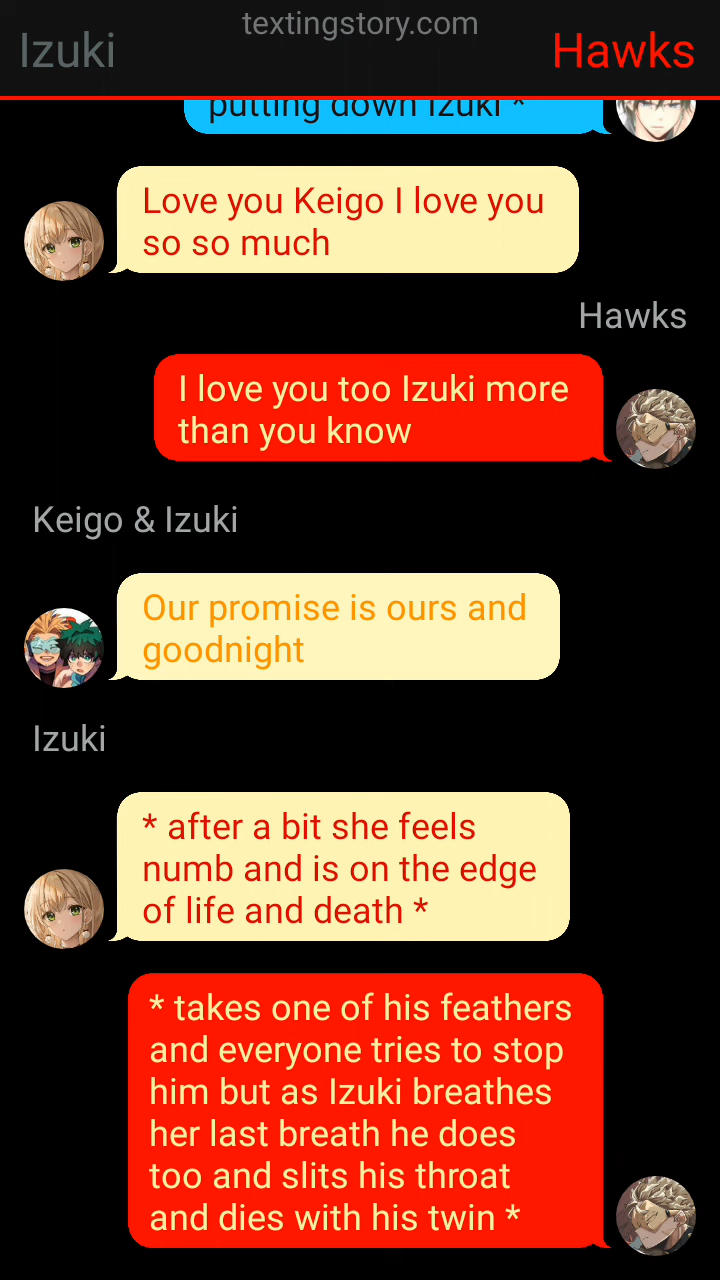 textingstory.com
Izuki
Hawks
putting down Izuki *
Love you Keigo I love you
so so much
Hawks
I love you too Izuki more
than you know
Keigo & Izuki
Our promise is ours and
goodnight
Izuki
* after a bit she feels
numb and is on the edge
of life and death *
* takes one of his feathers
and everyone tries to stop
him but as Izuki breathes
her last breath he does
too and slits his throat
and dies with his twin *